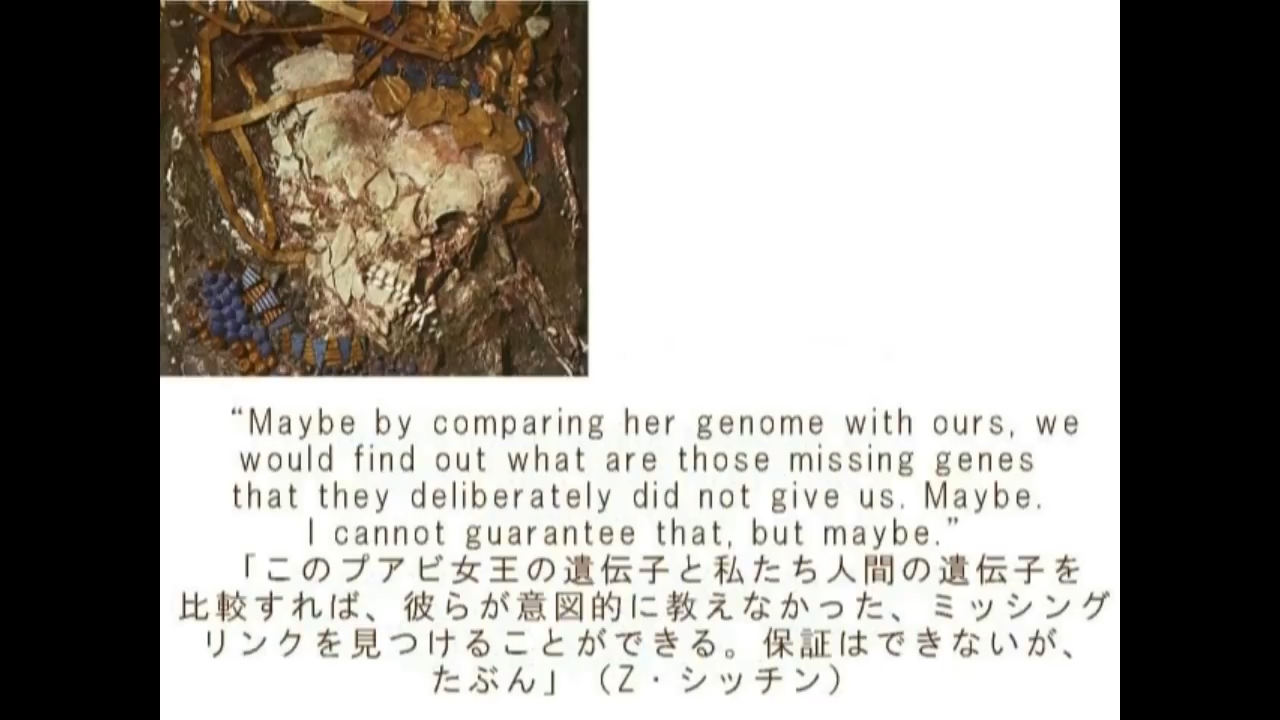 “Maybe by comparing her genome with ours, we
would find out what are those missing genes
that they deliberately did not give us. Maybe.
I cannot guarantee that, but maybe.”
「このプアビ女王の遺伝子と私たち人間の遺伝子を
比較すれば、彼らが意図的に教えなかった、ミッシング
リンクを見つけることができる。保証はできないが、
たぶん」（Z・シッチン）